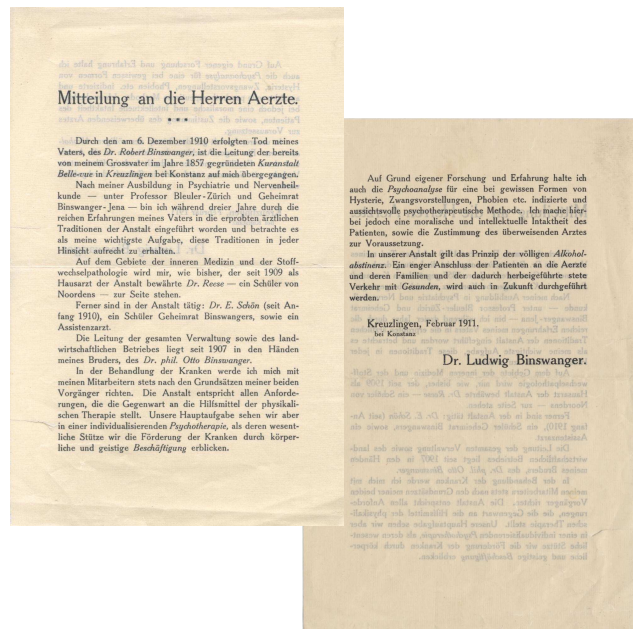 Mitteilung an die Herren Aerzte.
Durch den am 6. Dezember 1910 erfolgten Tod meines
Vaters, des Dr. Robert Binswanger, ist die Leitung der bereits
von meinem Grossvater im Jahre 1857 gegründeten Kuranstalt
Belle-vue in Kreuzlingen bei Konstanz auf mich übergegangen.
Nach meiner Ausbildung in Psychiatrie und Nervenheil-
kunde — unter Professor Bleuler-Zürich und Geheimrat
Binswanger-Jena — bin ich während dreier Jahre durch die
reichen Erfahrungen meines Vaters in die erprobten ärztlichen
Traditionen der Anstalt eingeführt worden und betrachte es
als meine wichtigste Aufgabe, diese Traditionen in jeder
Hinsicht aufrecht zu erhalten.
Auf dem Gebiete der inneren Medizin und der Stoff-
wechselpathologie wird mir, wie bisher, der seit 1909 als
Hausarzt der Anstalt bewährte Dr. Reese — ein Schüler von
Noordens — zur Seite stehen.
Ferner sind in der Anstalt tätig: Dr. E. Schön (seit An-
fang 1910), ein Schüler Geheimrat Binswangers, sowie ein
Assistenzarzt.
Die Leitung der gesamten Verwaltung sowie des land-
wirtschaftlichen Betriebes liegt seit 1907 in den Händen
meines Bruders, des Dr. phil. Otto Binswanger.
In der Behandlung der Kranken werde ich mich mit
meinen Mitarbeitern stets nach den Grundsätzen meiner beiden
Vorgänger richten. Die Anstalt entspricht allen Anforde-
rungen, die die Gegenwart an die Hilfsmittel der physikali-
schen Therapie stellt. Unsere Hauptaufgabe sehen wir aber
in einer individualisierenden Psychotherapie, als deren wesent-
liche Stütze wir die Förderung der Kranken durch körper-
liche und geistige Beschäftigung erblicken.
Auf Grund eigener Forschung und Erfahrung halte ich
auch die Psychoanalyse für eine bei gewissen Formen von
Hysterie, Zwangsvorstellungen, Phobien etc. indizierte und
aussichtsvolle psychotherapeutische Methode. Ich mache hier-
bei jedoch eine moralische und intellektuelle Intaktheit des
Patienten, sowie die Zustimmung des überweisenden Arztes
zur Voraussetzung.
In unserer Anstalt gilt das Prinzip der völligen Alkohol-
abstinenz. Ein enger Anschluss der Patienten an die Aerzte
und deren Familien und der dadurch herbeigeführte stete
Verkehr mit Gesunden, wird auch in Zukunft durchgeführt
werden.
Kreuzlingen, Februar 1911.
bei Konstanz
Dr. Ludwig Binswanger.